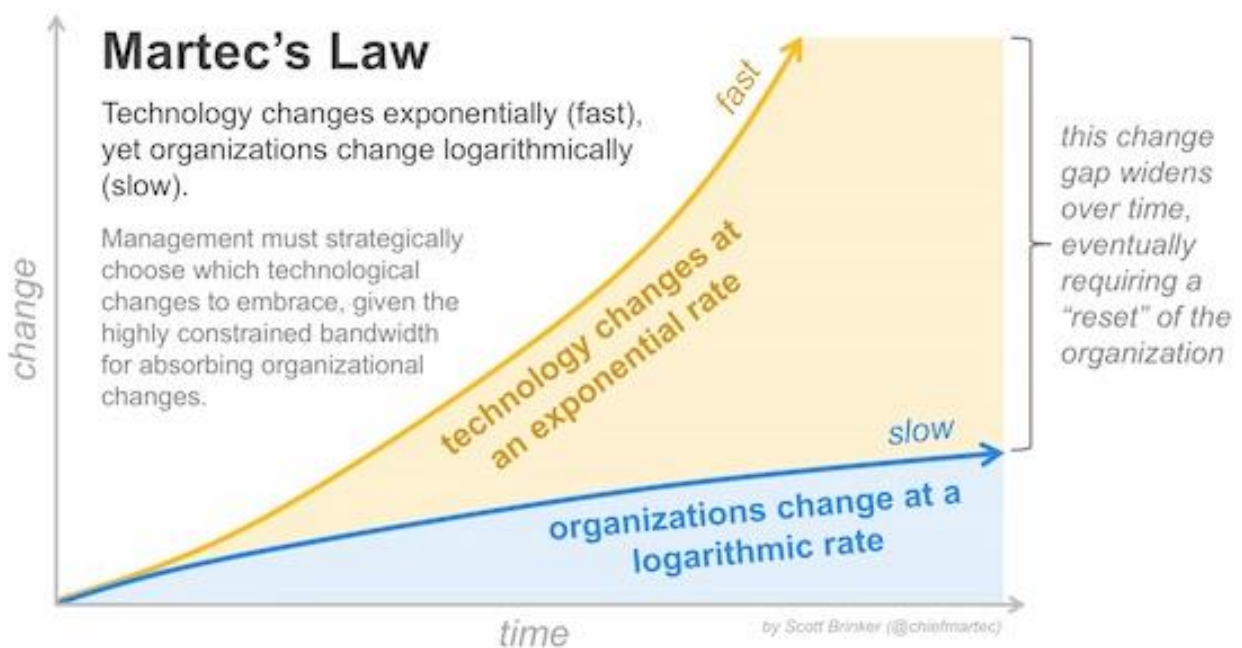 Martec's Law
Technology changes exponentially (fast),
yet organizations change logarithmically
(slow).
Management must strategically
choose which technological
changes to embrace, given the
highly constrained bandwidth
for absorbing organizational
changes.
change
fast
technology changes at
an exponential rate
this change
gap widens
over time,
eventually
requiring a
“reset” of the
organization
slow
organizations change at a
logarithmic rate
time
by Scott Brinker (@chiefmartec)